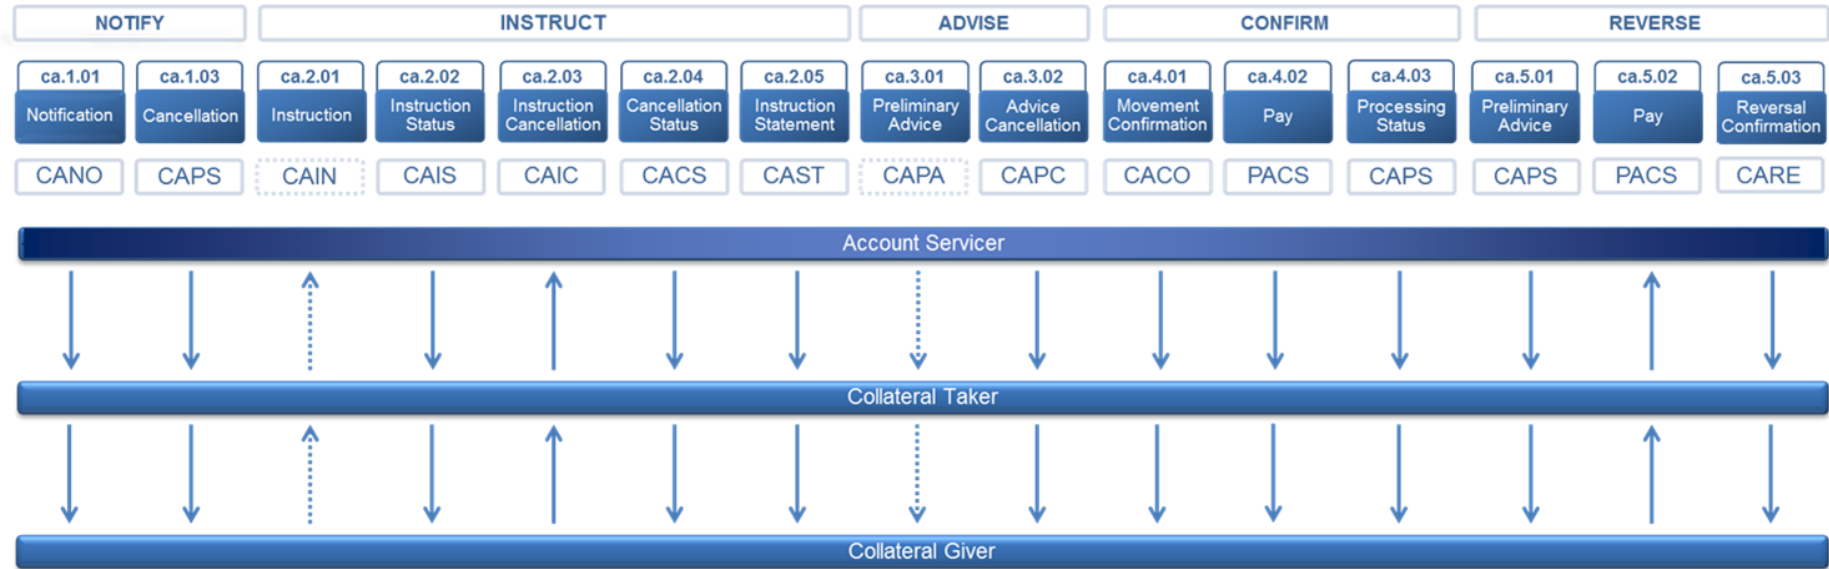 NOTIFY INSTRUCT ADVISE CONFIRM REVERSE
ca.1.01 ca.1.03 ca.2.01 ca.2.02 ca.2.03 ca.2.04 ca.2.05 ca.3.01 ca.3.02 ca.4.01 ca.4.02 ca.4.03 ca.5.01 ca.5.02 ca.5.03
Notification
Cancellation
Instruction
Instruction
Status
Instruction
Cancellation
Cancellation
Status
Instruction
Statement
Preliminary
Advice
Advice
Cancellation
Movement
Confirmation
Pay
Processing
Status
Preliminary
Advice
Pay
Reversal
Confirmation
CANO CAPS CAIN CAIS CAIC CACS CAST CAPA CAPC CACO PACS CAPS CAPS PACS CARE
Account Servicer
Collateral Taker
Collateral Giver